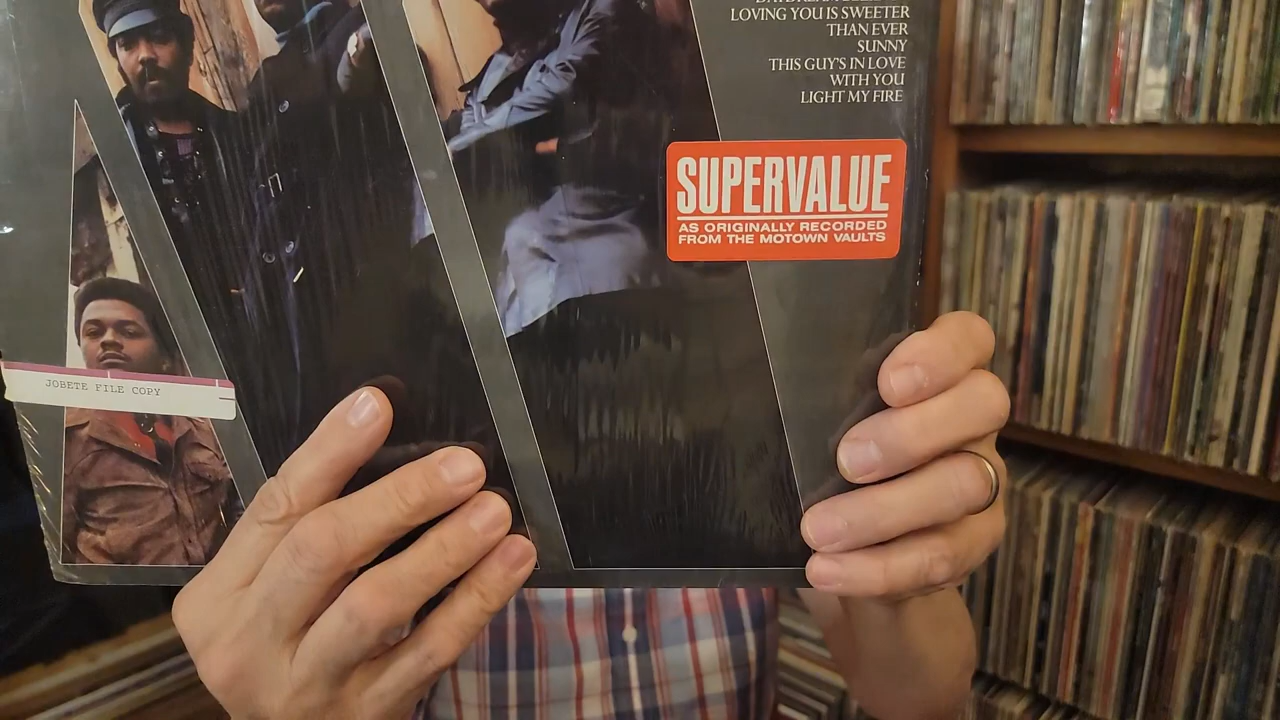 LOVING YOU IS SWEETER
THAN EVER
SUNNY
THIS GUY'S IN LOVE
WITH YOU
LIGHT MY FIRE
SUPERVALUE
AS ORIGINALLY RECORDED
FROM THE MOTOWN VAULTS
JOBETE FILE COPY